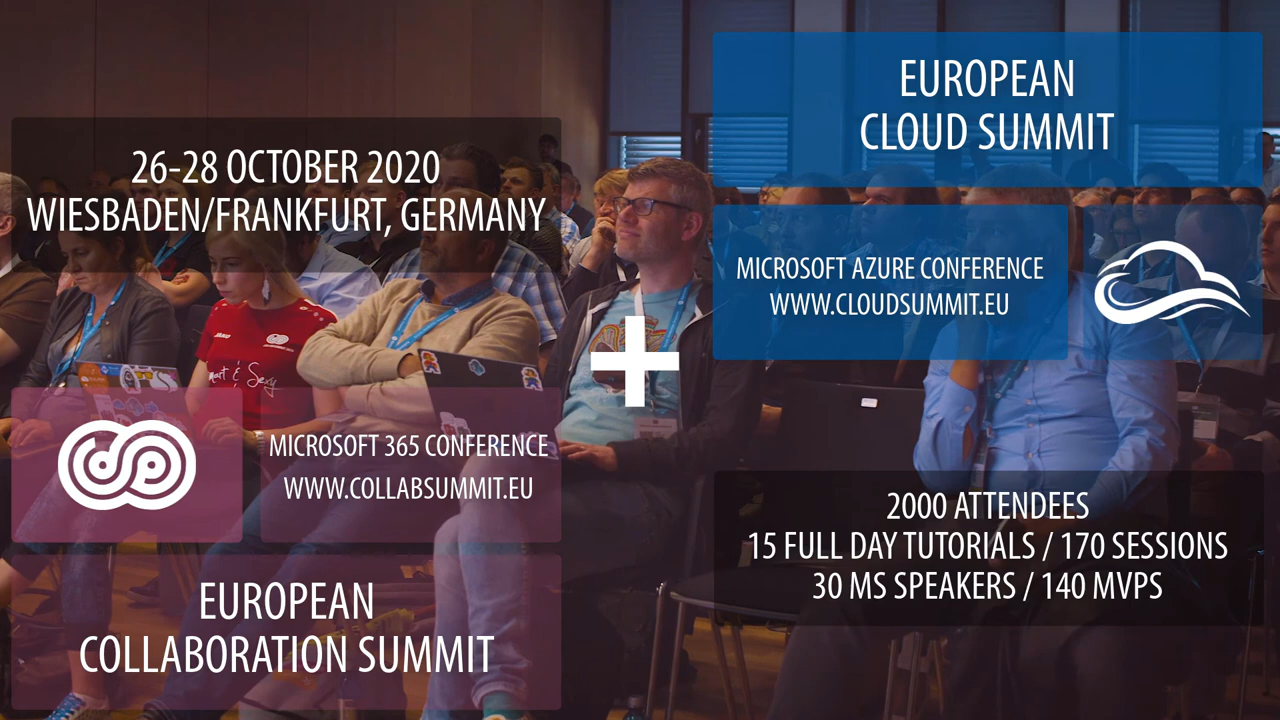 26-28 OCTOBER 2020
WIESBADEN/FRANKFURT, GERMANY
MICROSOFT 365 CONFERENCE
WWW.COLLABSUMMIT.EU
EUROPEAN
COLLABORATION SUMMIT
+
EUROPEAN
CLOUD SUMMIT
MICROSOFT AZURE CONFERENCE
WWW.CLOUDSUMMIT.EU
2000 ATTENDEES
15 FULL DAY TUTORIALS / 170 SESSIONS
30 MS SPEAKERS / 140 MVPS
JAKO
& Sexy